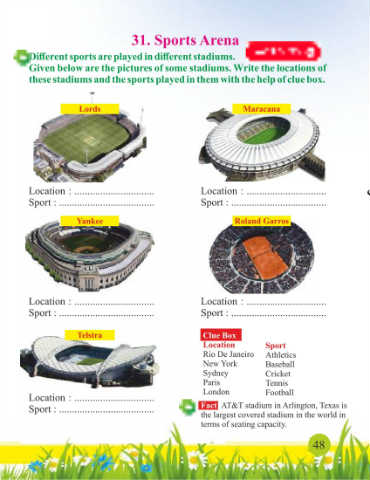 31. Sports Arena
Different sports are played in different stadiums.
Given below are the pictures of some stadiums. Write the locations of
these stadiums and the sports played in them with the help of clue box.
Lords
Maracana
Location : ................................
Sport : ......................................
Location : ................................
Sport : ......................................
Yankee
Roland Garros
Location : ................................
Sport : ......................................
Location : ................................
Sport : ......................................
Telstra
Location : ................................
Sport : ......................................
Clue Box
Location Sport
Rio De Janeiro Athletics
New York Baseball
Sydney Cricket
Paris Tennis
London Football
Fact AT&T stadium in Arlington, Texas is
the largest covered stadium in the world in
terms of seating capacity.
48